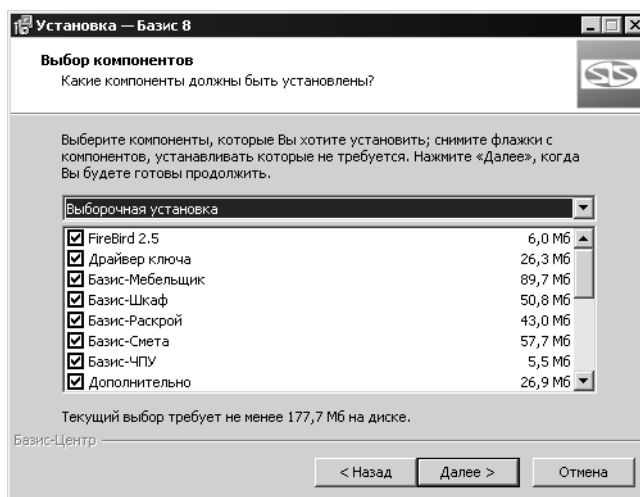 Установка — Базис 8
Выбор компонентов
Какие компоненты должны быть установлены?
Выберите компоненты, которые Вы хотите установить; снимите флажки с
компонентов, устанавливать которые не требуется. Нажмите «Далее», когда
Вы будете готовы продолжить.
Выборочная установка
FireBird 2.5 6,0 Мб
Драйвер ключа 26,3 Мб
Базис-Мебельщик 89,7 Мб
Базис-Шкаф 50,8 Мб
Базис-Раскрой 43,0 Мб
Базис-Смета 57,7 Мб
Базис-ЧПУ 5,5 Мб
Дополнительно 26,9 Мб
Текущий выбор требует не менее 177,7 Мб на диске.
Базис-Центр
< Назад Далее > Отмена